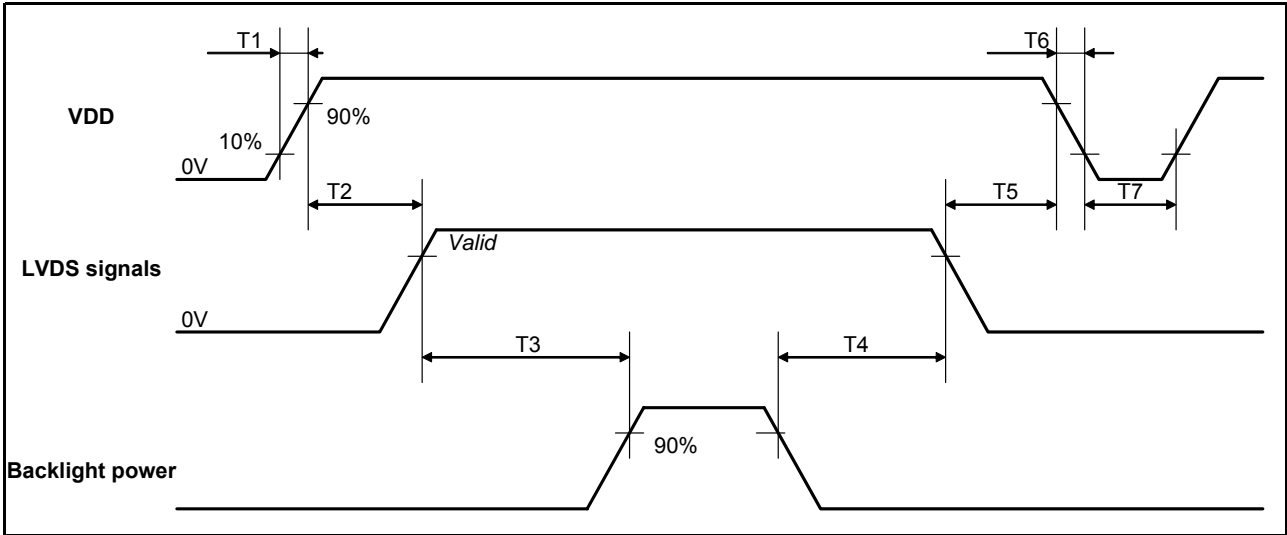 T1
T6
VDD
90%
10%
0V
T2
T5
T7
Valid
LVDS signals
0V
T3
T4
90%
Backlight power